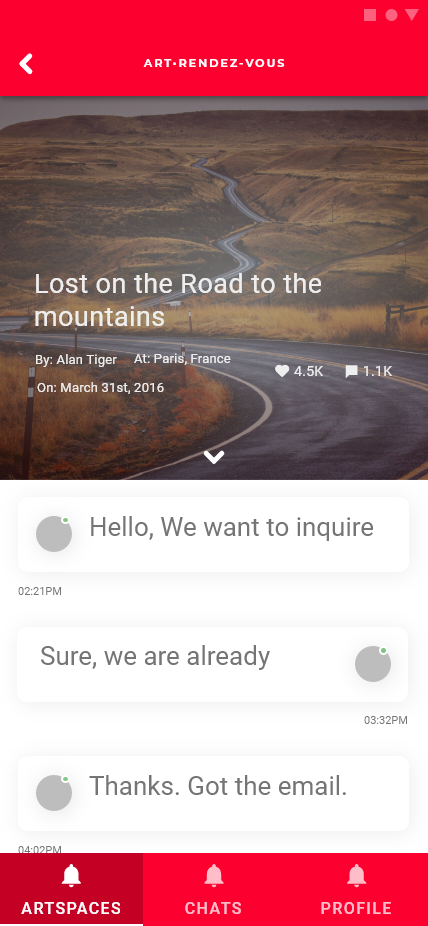 ART•RENDEZ-VOUS
Lost on the Road to the
mountains
By: Alan Tiger At: Paris, France
4.5K 1.1K
On: March 31st, 2016
Hello, We want to inquire
02:21PM
Sure, we are already
03:32PM
Thanks. Got the email.
04:02PM
ARTSPACES CHATS PROFILE